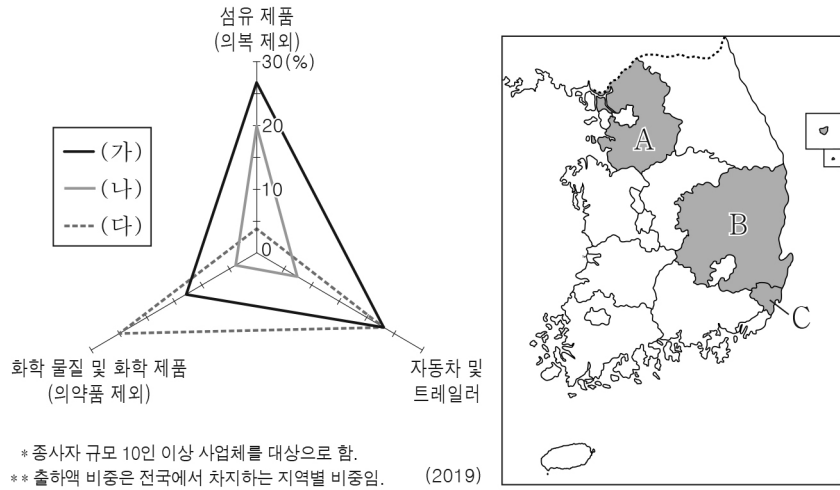 섬유 제품
(의복 제외)
30(%)
20
10
0
(가)
(나)
(다)
화학 물질 및 화학 제품
(의약품 제외)
자동차 및
트레일러
A
B
C
* 종사자 규모 10인 이상 사업체를 대상으로 함.
** 출하액 비중은 전국에서 차지하는 지역별 비중임. (2019)